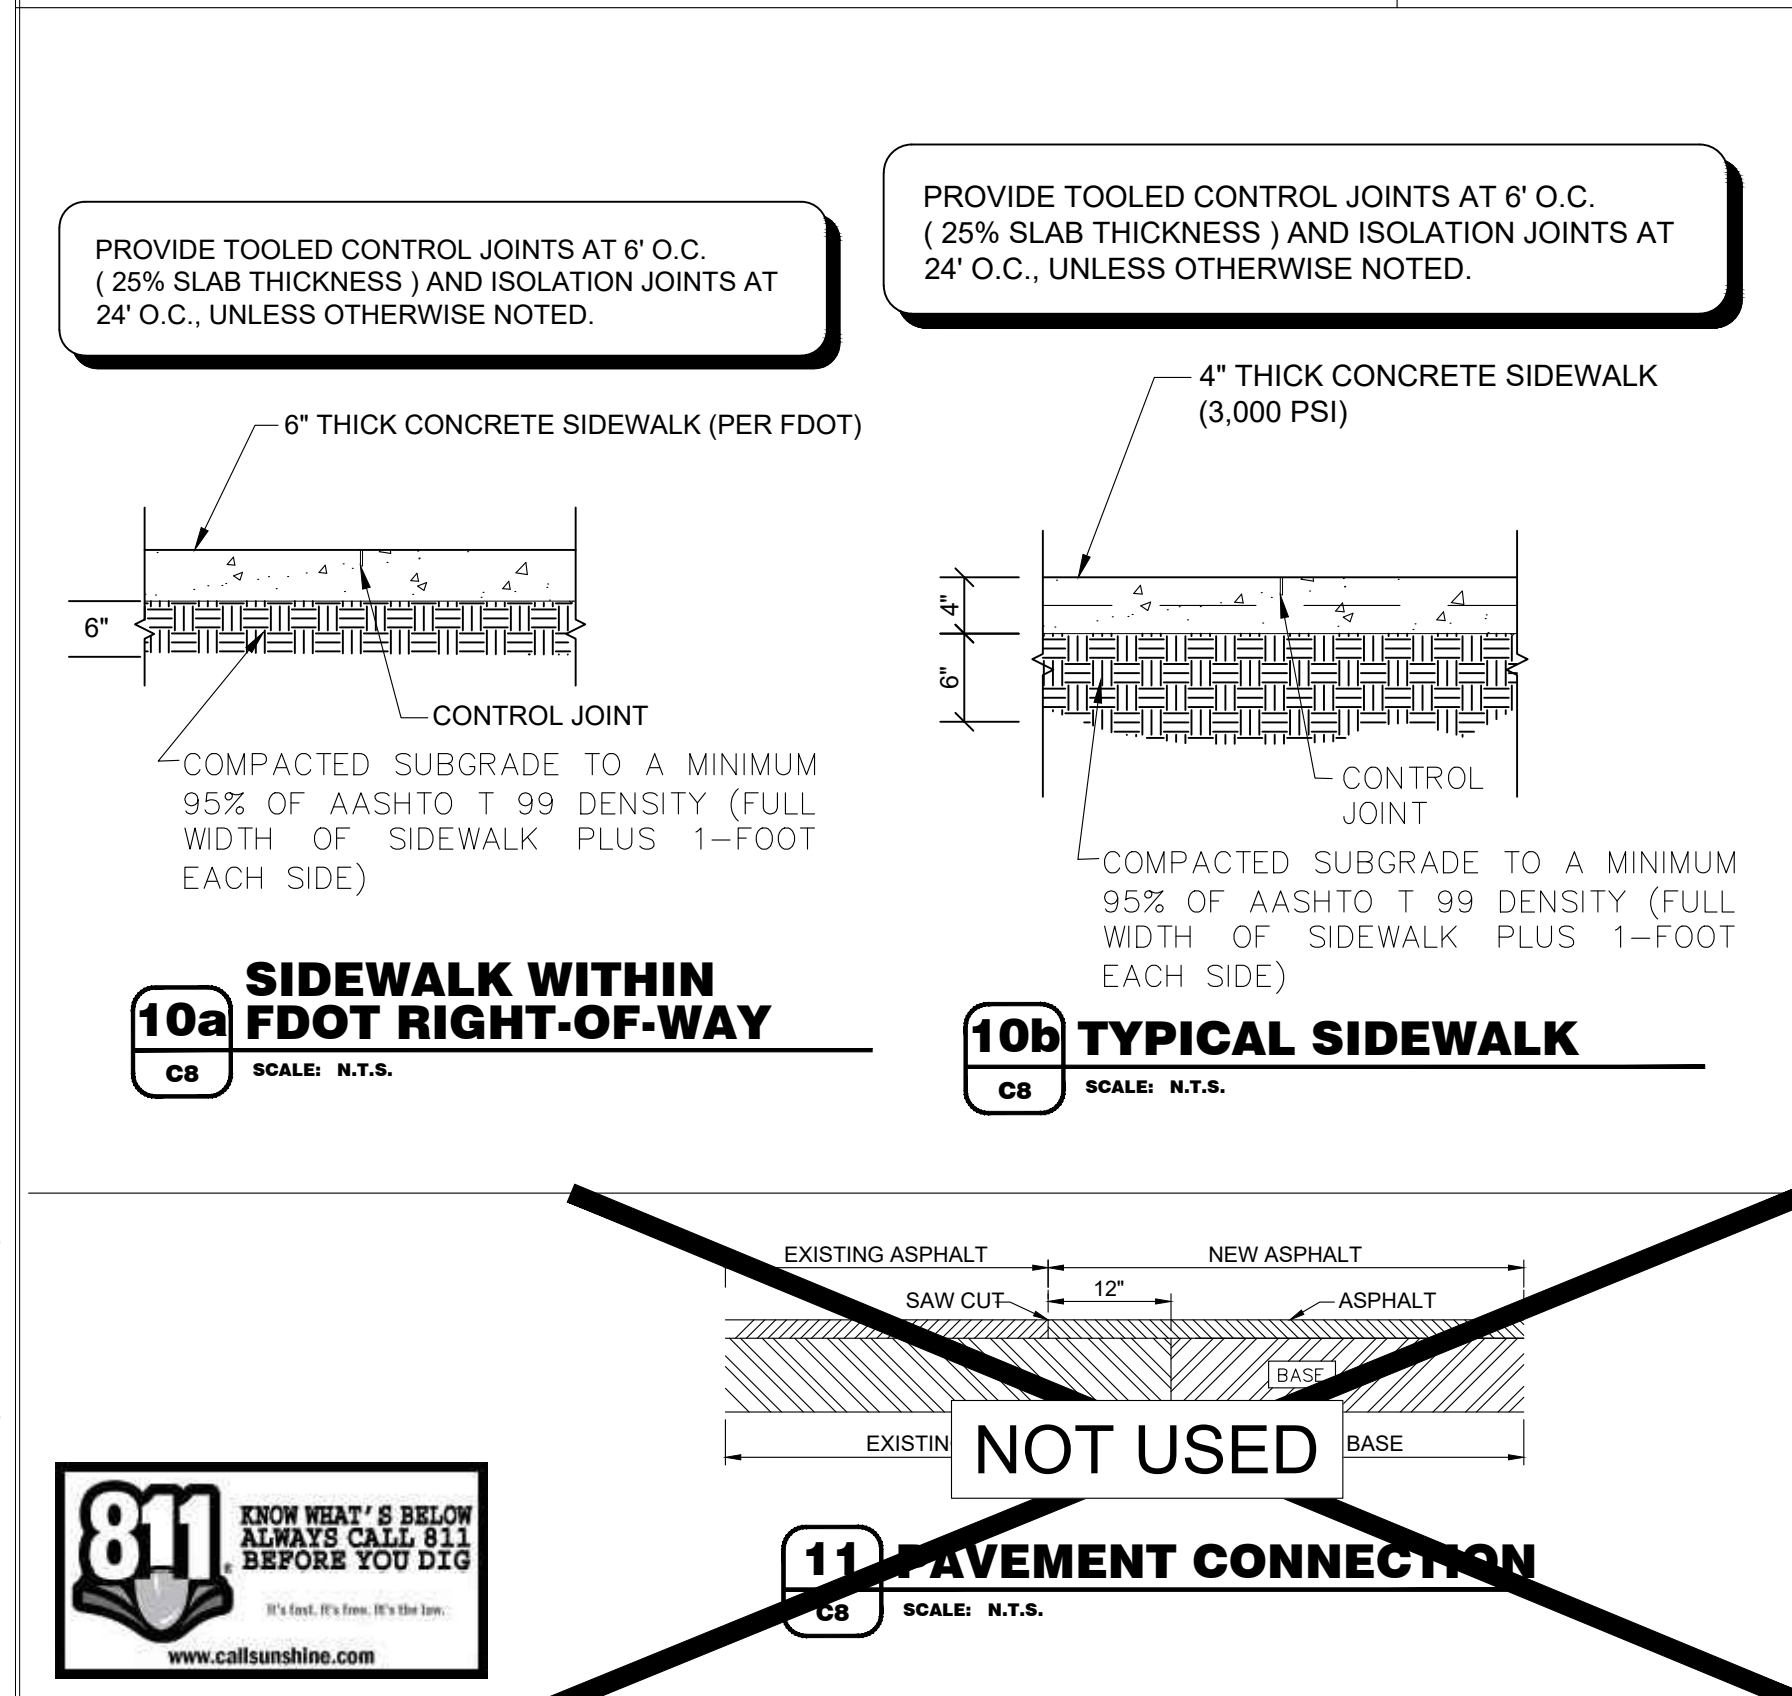 PROVIDE TOOLED CONTROL JOINTS AT 6' O.C.
( 25% SLAB THICKNESS ) AND ISOLATION JOINTS AT
24' O.C., UNLESS OTHERWISE NOTED.
6" THICK CONCRETE SIDEWALK (PER FDOT)
6"
CONTROL JOINT
COMPACTED SUBGRADE TO A MINIMUM
95% OF AASHTO T 99 DENSITY (FULL
WIDTH OF SIDEWALK PLUS 1-FOOT
EACH SIDE)
10a
C8
SIDEWALK WITHIN
FDOT RIGHT-OF-WAY
SCALE: N.T.S.
PROVIDE TOOLED CONTROL JOINTS AT 6' O.C.
( 25% SLAB THICKNESS ) AND ISOLATION JOINTS AT
24' O.C., UNLESS OTHERWISE NOTED.
4" THICK CONCRETE SIDEWALK
(3,000 PSI)
4"
6"
CONTROL
JOINT
COMPACTED SUBGRADE TO A MINIMUM
95% OF AASHTO T 99 DENSITY (FULL
WIDTH OF SIDEWALK PLUS 1-FOOT
EACH SIDE)
10b
C8
TYPICAL SIDEWALK
SCALE: N.T.S.
EXISTING ASPHALT
NEW ASPHALT
12"
SAW CUT
ASPHALT
BASE
EXISTIN
BASE
NOT USED
11
C8
PAVEMENT CONNECTION
SCALE: N.T.S.
811
KNOW WHAT'S BELOW
ALWAYS CALL 811
BEFORE YOU DIG
It's fast. It's free. It's the law.
www.callsunshine.com